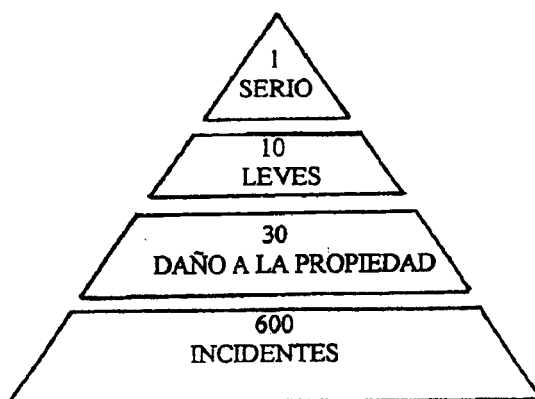 1
SERIO
10
LEVES
30
DAÑO A LA PROPIEDAD
600
INCIDENTES